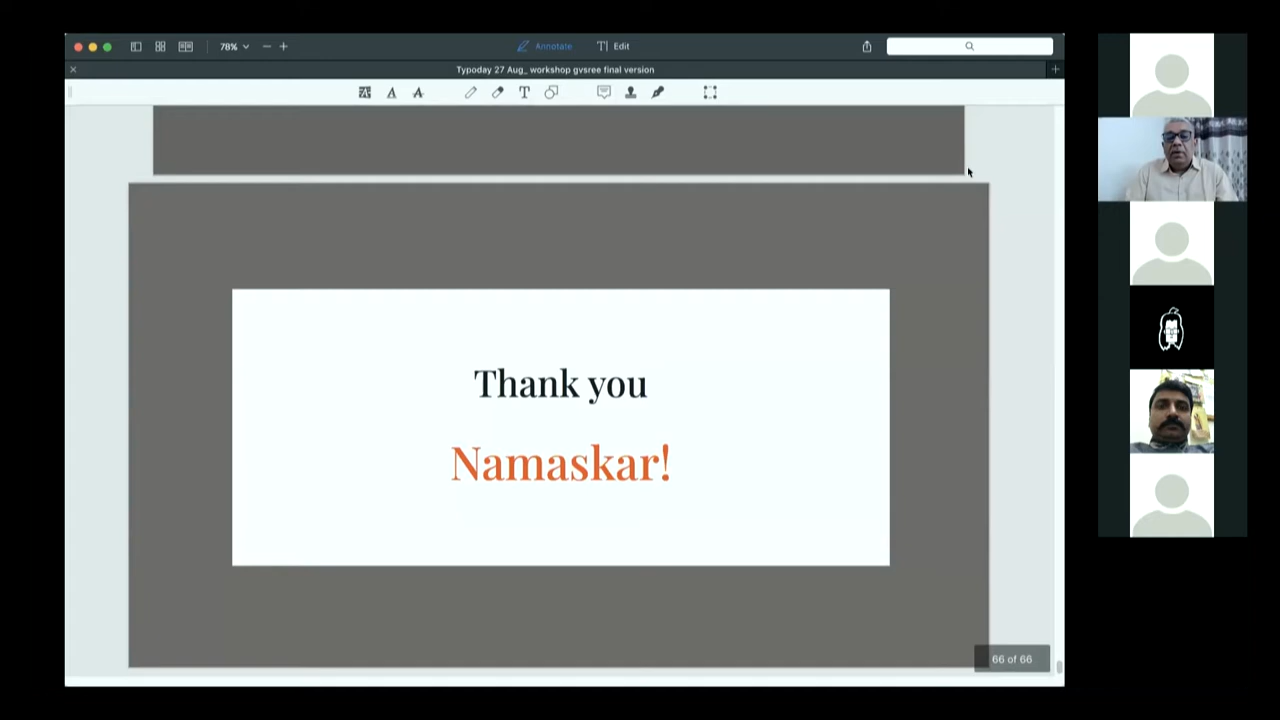 78%
Annotate
Edit
Typoday 27 Aug_ workshop gvsree final version
Thank you
Namaskar!
66 of 66